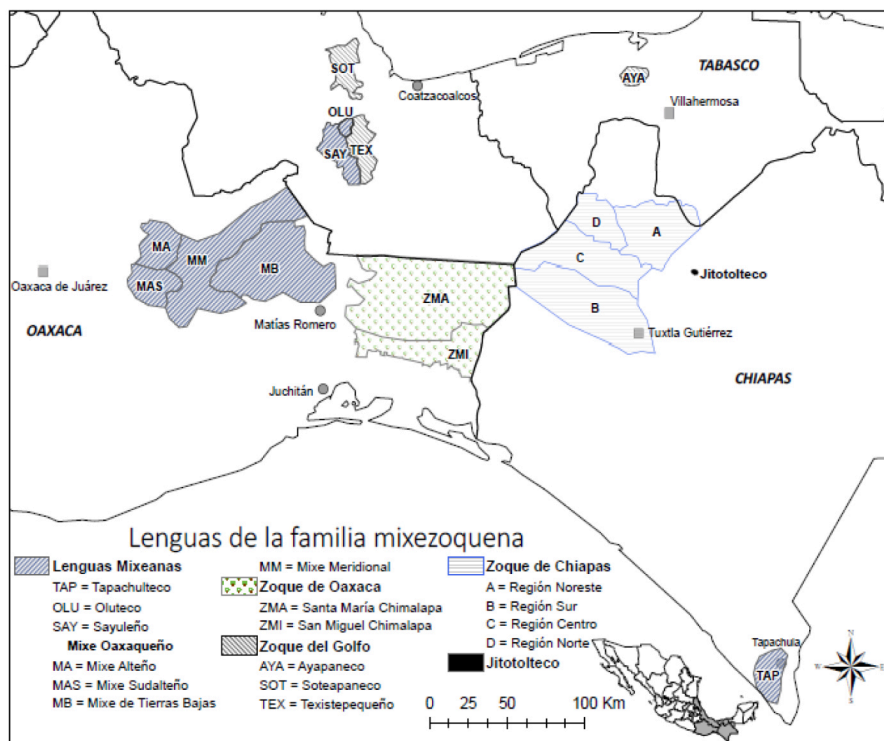 SOT
TABASCO
AYA
Coatzacoalcos
Villahermosa
OLU
SAY
TEX
D
A
MA
MM
C
MB
Jitotolteco
Oaxaca de Juárez
MAS
ZMA
B
Matías Romero
OAXACA
Tuxtla Gutiérrez
ZMI
CHIAPAS
Juchitán
Lenguas de la familia mixezoquena
Lenguas Mixeanas
TAP = Tapachulteco
OLU = Oluteco
SAY = Sayuleño
Mixe Oaxaqueño
MA = Mixe Alteño
MAS = Mixe Sudalteño
MB = Mixe de Tierras Bajas
MM = Mixe Meridional
Zoque de Oaxaca
ZMA = Santa María Chimalapa
ZMI = San Miguel Chimalapa
Zoque del Golfo
AYA = Ayapaneco
SOT = Soteapaneco
TEX = Texistepequeño
Zoque de Chiapas
A = Región Noreste
B = Región Sur
C = Región Centro
D = Región Norte
Jitotolteco
0 25 50 100 Km
Tapachula
TAP
N
W
E
S